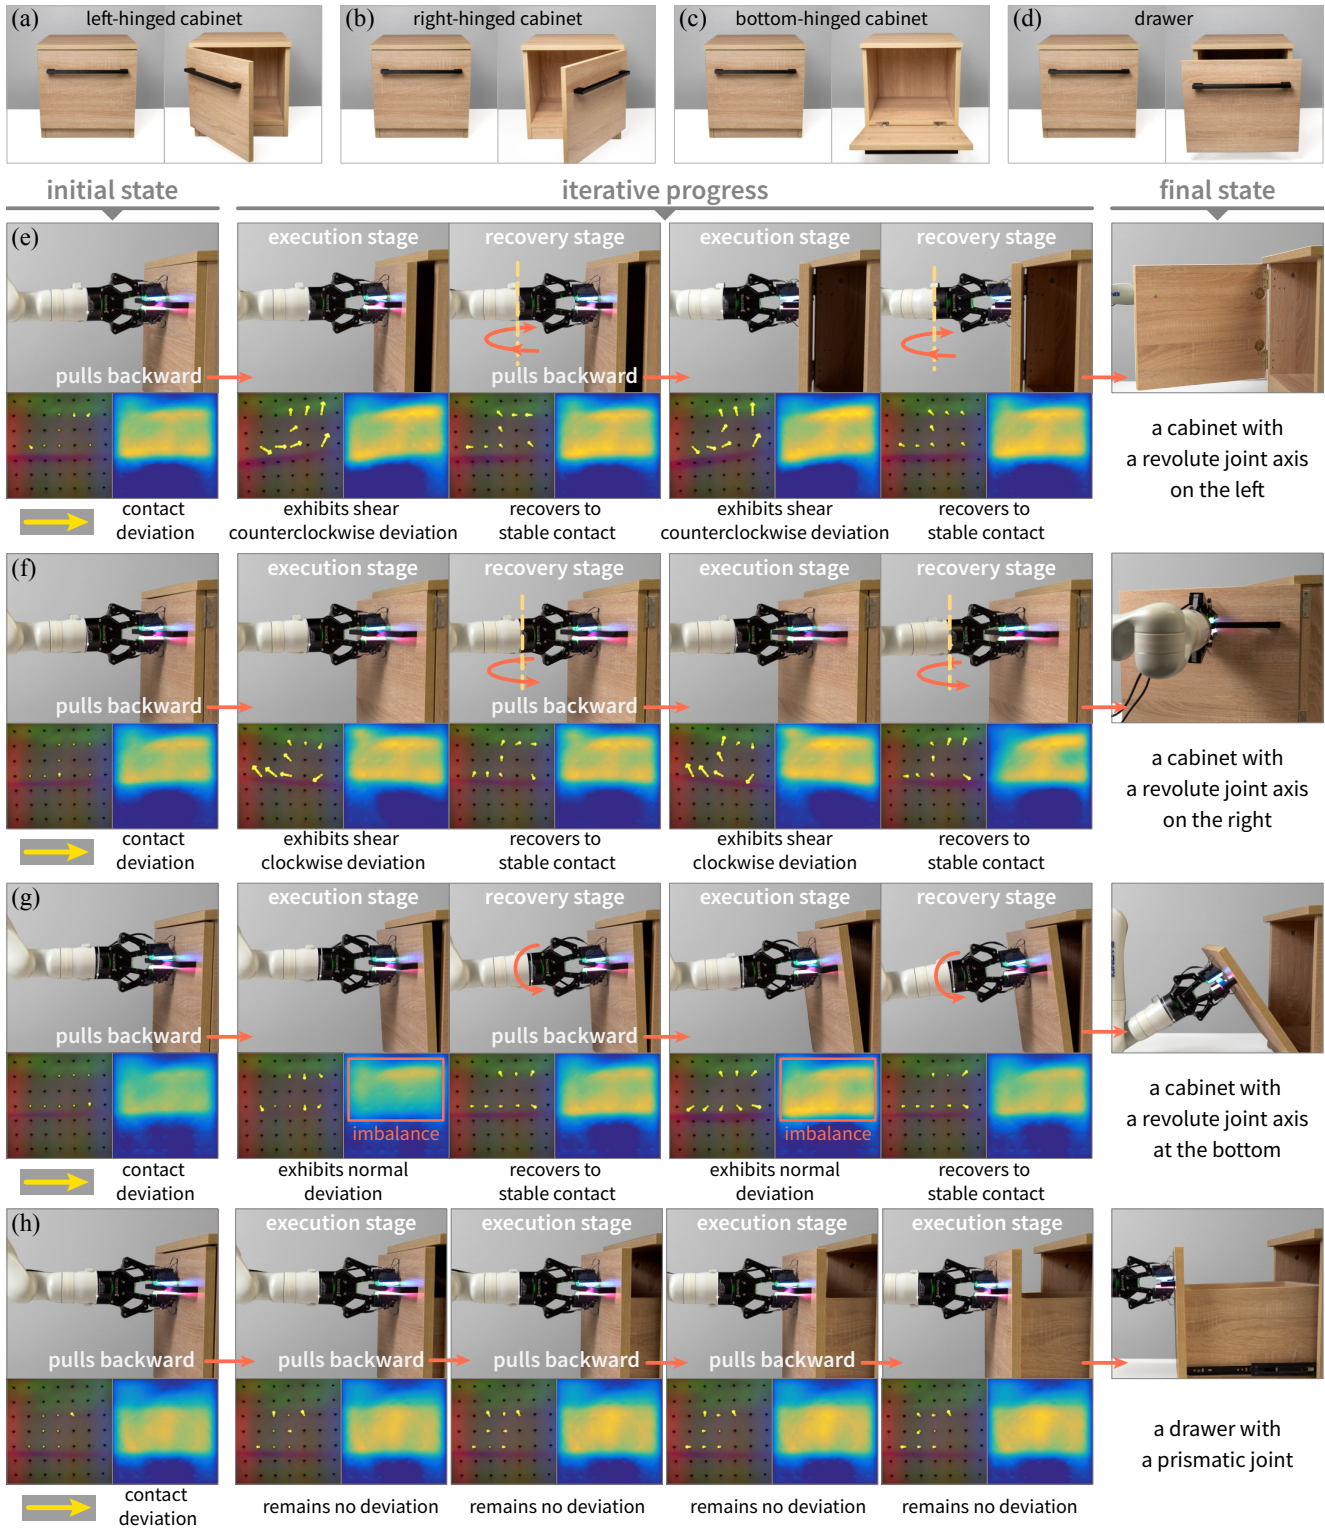 (a) left-hinged cabinet
(b) right-hinged cabinet
(c) bottom-hinged cabinet
(d) drawer
initial state
iterative progress
final state
(e)
execution stage
recovery stage
execution stage
recovery stage
pulls backward
pulls backward
contact
deviation
exhibits shear
counterclockwise deviation
recovers to
stable contact
exhibits shear
counterclockwise deviation
recovers to
stable contact
a cabinet with
a revolute joint axis
on the left
(f)
execution stage
recovery stage
execution stage
recovery stage
pulls backward
pulls backward
contact
deviation
exhibits shear
clockwise deviation
recovers to
stable contact
exhibits shear
clockwise deviation
recovers to
stable contact
a cabinet with
a revolute joint axis
on the right
(g)
execution stage
recovery stage
execution stage
recovery stage
pulls backward
pulls backward
imbalance
imbalance
contact
deviation
exhibits normal
deviation
recovers to
stable contact
exhibits normal
deviation
recovers to
stable contact
a cabinet with
a revolute joint axis
at the bottom
(h)
execution stage
execution stage
execution stage
execution stage
pulls backward
pulls backward
pulls backward
pulls backward
contact
deviation
remains no deviation
remains no deviation
remains no deviation
remains no deviation
a drawer with
a prismatic joint